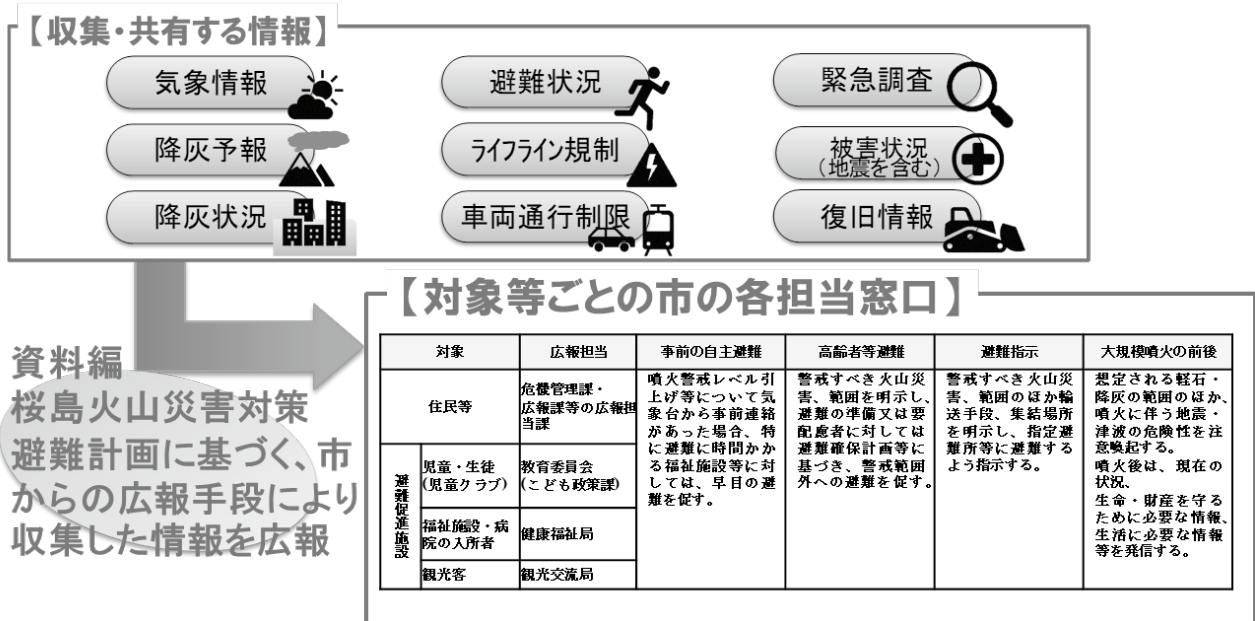 【収集・共有する情報】
気象情報
避難状況
緊急調査
降灰予報
ライフライン規制
被害状況
(地震を含む)
降灰状況
車両通行制限
復旧情報
資料編
桜島火山災害対策
避難計画に基づく、市
からの広報手段により
収集した情報を広報
【対象等ごとの市の各担当窓口】
対象
広報担当
事前の自主避難
高齢者等避難
避難指示
大規模噴火の前後
住民等
危機管理課・
広報課等の広報担
当課
避難促進施設
児童・生徒
(児童クラブ)
教育委員会
(こども政策課)
福祉施設・病
院の入所者
健康福祉局
観光客
観光交流局
噴火警戒レベル引
上げ等について気
象台から事前連絡
があった場合、特
に避難に時間かか
る福祉施設等に対
しては、早目の避
難を促す。
警戒すべき火山災
害、範囲を明示し、
避難の準備又は要
配慮者に対しては
避難確保計画等に
基づき、警戒範囲
外への避難を促す。
警戒すべき火山災
害、範囲のほか輸
送手段、集結場所
を明示し、指定避
難所等に避難する
よう指示する。
想定される軽石・
降灰の範囲のほか、
噴火に伴う地震・
津波の危険性を注
意喚起する。
噴火後は、現在の
状況、
生命・財産を守る
ために必要な情報、
生活に必要な情報
等を発信する。